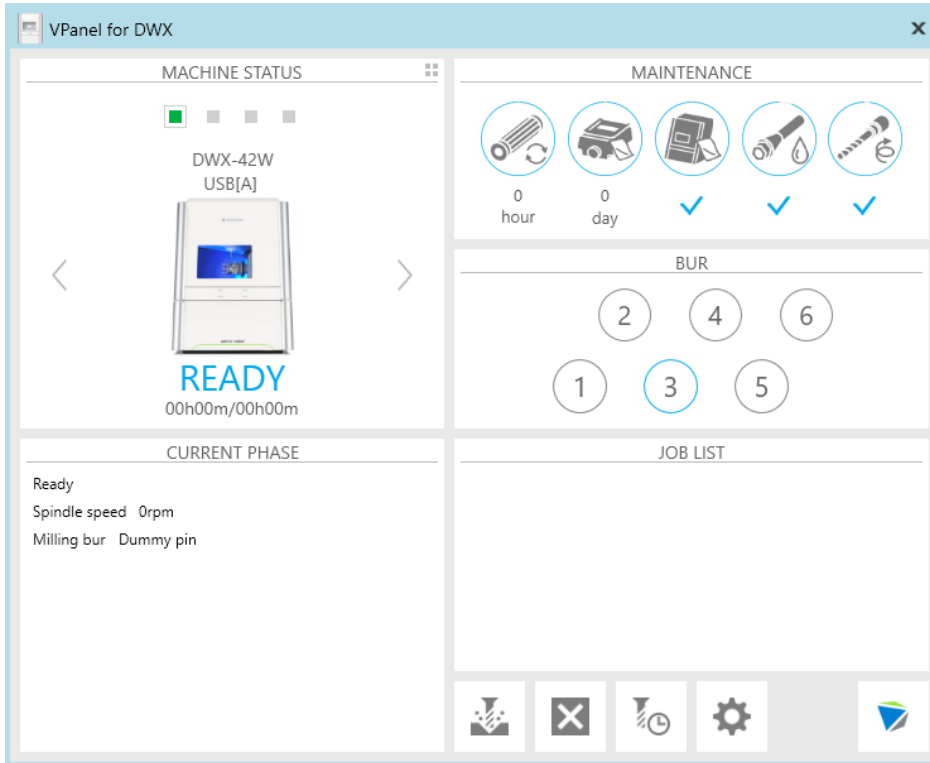 VPanel for DWX
MACHINE STATUS
DWX-42W
USB[A]
READY
00h00m/00h00m
MAINTENANCE
0
hour
0
day
BUR
2 4 6
1 3 5
CURRENT PHASE
Ready
Spindle speed 0rpm
Milling bur Dummy pin
JOB LIST